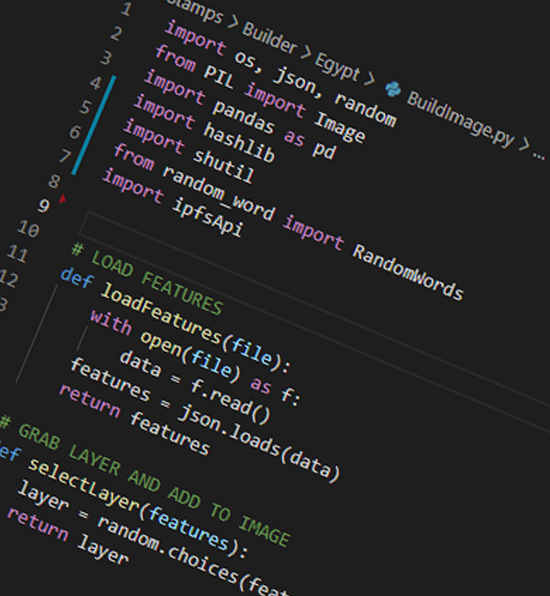 Stamps > Builder > Egypt > BuildImage.py > ...
1 import os, json, random
2 from PIL import Image
3 import pandas as pd
4 import hashlib
5 import shutil
6 from random_word import RandomWords
7 import ipfsApi
8
9
10 # LOAD FEATURES
11 def loadFeatures(file):
12 with open(file) as f:
3 data = f.read()
features = json.loads(data)
return features
# GRAB LAYER AND ADD TO IMAGE
ef selectLayer(features):
layer = random.choices(feat
return layer